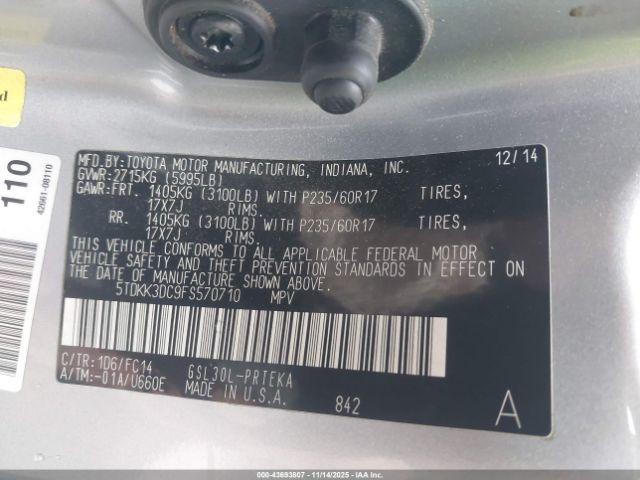 d
110
42661-08110
MFD.BY:TOYOTA MOTOR MANUFACTURING, INDIANA, INC. 12/14
GVWR:2715KG (5995LB)
GAWR:FRT. 1405KG (3100LB) WITH P235/60R17 TIRES,
17X7J RIMS.
RR. 1405KG (3100LB) WITH P235/60R17 TIRES,
17X7J RIMS.
THIS VEHICLE CONFORMS TO ALL APPLICABLE FEDERAL MOTOR
VEHICLE SAFETY AND THEFT PREVENTION STANDARDS IN EFFECT ON
THE DATE OF MANUFACTURE SHOWN ABOVE.
5TDKK3DC9FS570710 MPV
C/TR: 1D6/FC14 GSL30L-PRTEKA
A/TM:-01A/U660E MADE IN U.S.A. 842 A
000-43693607 - 11/14/2025 - IAAI.COM